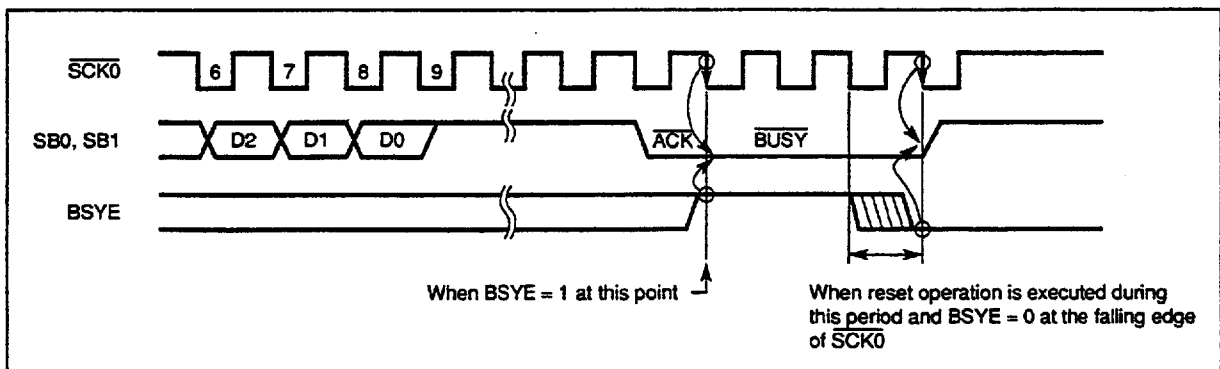 SCK0 6 7 8 9
SB0, SB1 D2 D1 D0 ACK BUSY
BSYE
When BSYE = 1 at this point
When reset operation is executed during
this period and BSYE = 0 at the falling edge
of SCK0